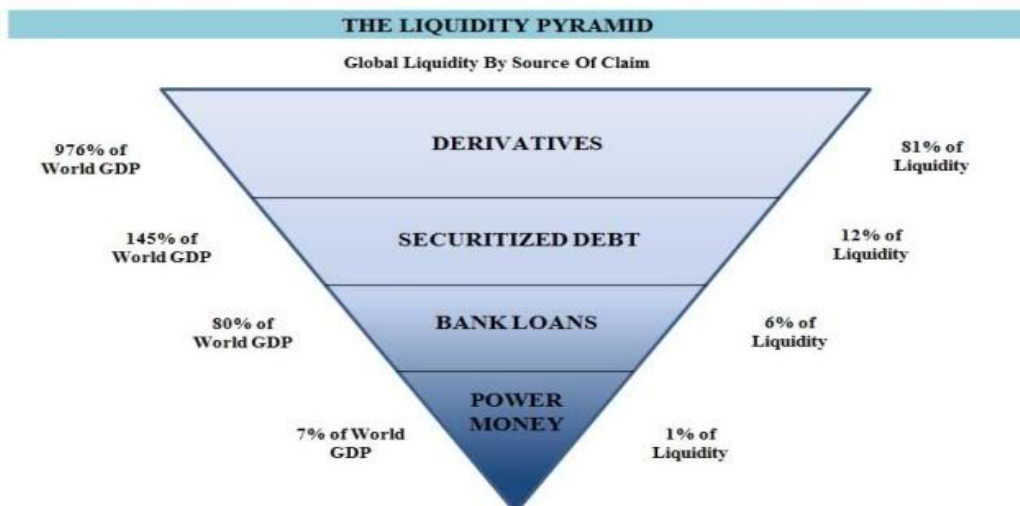 THE LIQUIDITY PYRAMID
Global Liquidity By Source Of Claim
976% of
World GDP
DERIVATIVES
81% of
Liquidity
145% of
World GDP
SECURITIZED DEBT
12% of
Liquidity
80% of
World GDP
BANK LOANS
6% of
Liquidity
7% of World
GDP
POWER
MONEY
1% of
Liquidity